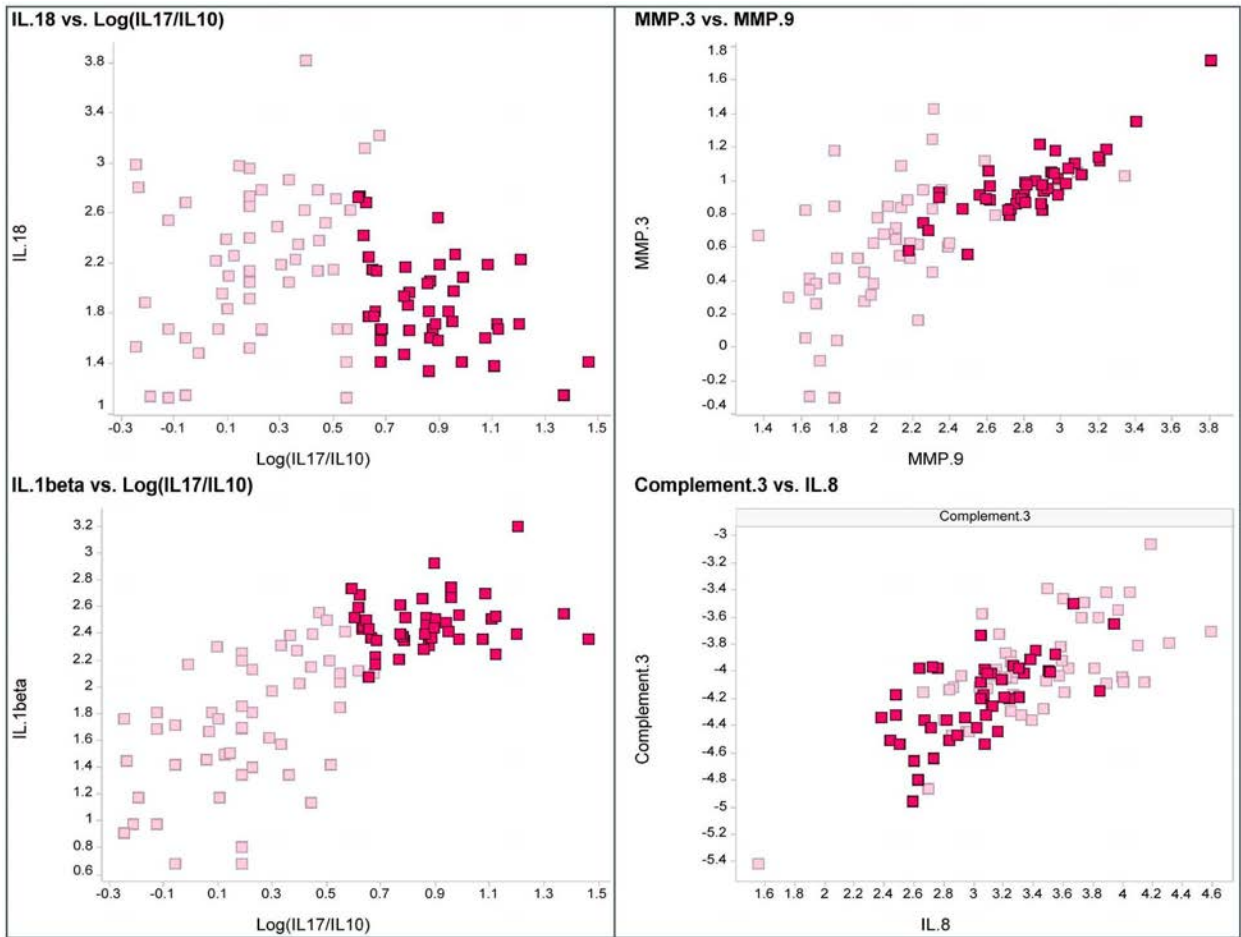 IL.18 vs. Log(IL17/IL10)
IL.18
3.8
3.4
3
2.6
2.2
1.8
1.4
1
-0.3 -0.1 0.1 0.3 0.5 0.7 0.9 1.1 1.3 1.5
Log(IL17/IL10)
MMP.3 vs. MMP.9
MMP.3
1.8
1.6
1.4
1.2
1
0.8
0.6
0.4
0.2
0
-0.2
-0.4
1.4 1.6 1.8 2 2.2 2.4 2.6 2.8 3 3.2 3.4 3.6 3.8
MMP.9
IL.1beta vs. Log(IL17/IL10)
IL.1beta
3.2
3
2.8
2.6
2.4
2.2
2
1.8
1.6
1.4
1.2
1
0.8
0.6
-0.3 -0.1 0.1 0.3 0.5 0.7 0.9 1.1 1.3 1.5
Log(IL17/IL10)
Complement.3 vs. IL.8
Complement.3
Complement.3
-3
-3.2
-3.4
-3.6
-3.8
-4
-4.2
-4.4
-4.6
-4.8
-5
-5.2
-5.4
1.6 1.8 2 2.2 2.4 2.6 2.8 3 3.2 3.4 3.6 3.8 4 4.2 4.4 4.6
IL.8